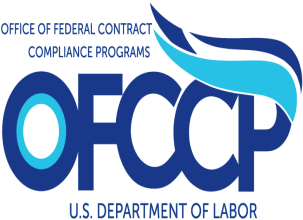 OFFICE OF FEDERAL CONTRACT
COMPLIANCE PROGRAMS
OFCCP
U.S. DEPARTMENT OF LABOR